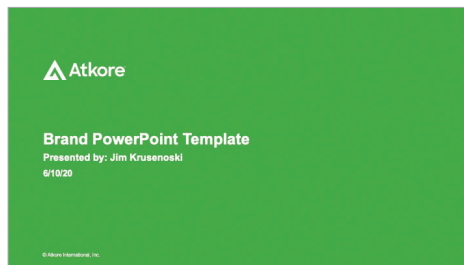 Atkore
Brand PowerPoint Template
Presented by: Jim Krusenoski
6/10/20
© Atkore International, Inc.